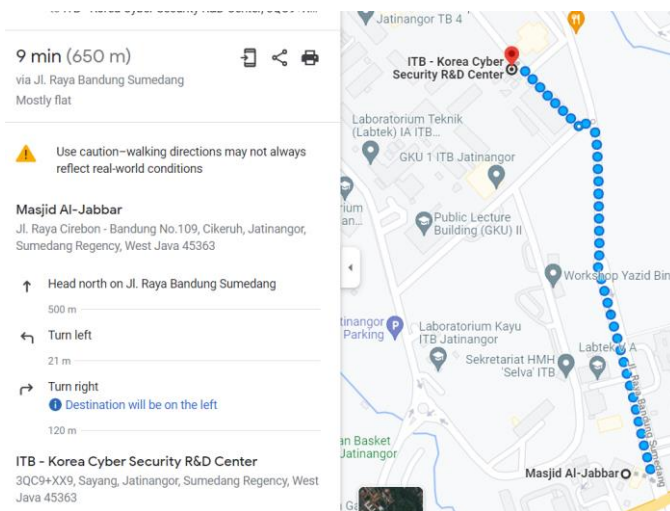 9 min (650 m)
via Jl. Raya Bandung Sumedang
Mostly flat
Use caution–walking directions may not always
reflect real-world conditions
Masjid Al-Jabbar
Jl. Raya Cirebon - Bandung No.109, Cikeruh, Jatinangor,
Sumedang Regency, West Java 45363
Head north on Jl. Raya Bandung Sumedang
500 m
Turn left
21 m
Turn right
Destination will be on the left
120 m
ITB - Korea Cyber Security R&D Center
3QC9+XX9, Sayang, Jatinangor, Sumedang Regency, West
Java 45363
Jatinangor TB 4
ITB - Korea Cyber
Security R&D Center
Laboratorium Teknik
(Labtek) IA ITB...
GKU 1 ITB Jatinangor
Public Lecture
Building (GKU) II
Workshop Yazid Bin
Parking
P
Laboratorium Kayu
ITB Jatinangor
Labtek V A
Sekretariat HMH
'Selva' ITB
Jl. Raya Bandung Sumedang
Basket
Jatinangor
Masjid Al-Jabbar